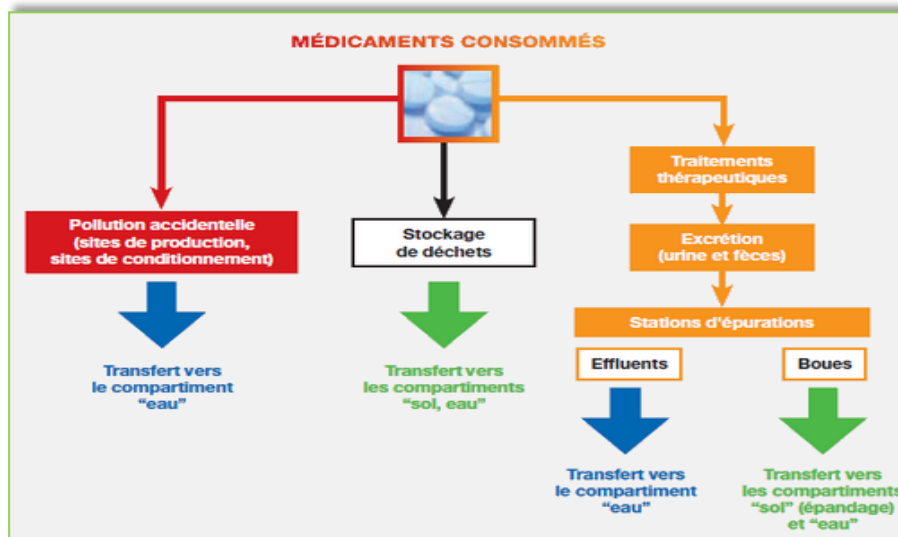 MÉDICAMENTS CONSOMMÉS
Pollution accidentelle
(sites de production,
sites de conditionnement)
Transfert vers
le compartiment
“eau”
Stockage
de déchets
Transfert vers
les compartiments
“sol, eau”
Traitements
thérapeutiques
Excrétion
(urine et fèces)
Stations d'épurations
Effluents
Boues
Transfert vers
le compartiment
“eau”
Transfert vers
les compartiments
“sol” (épandage)
et “eau”